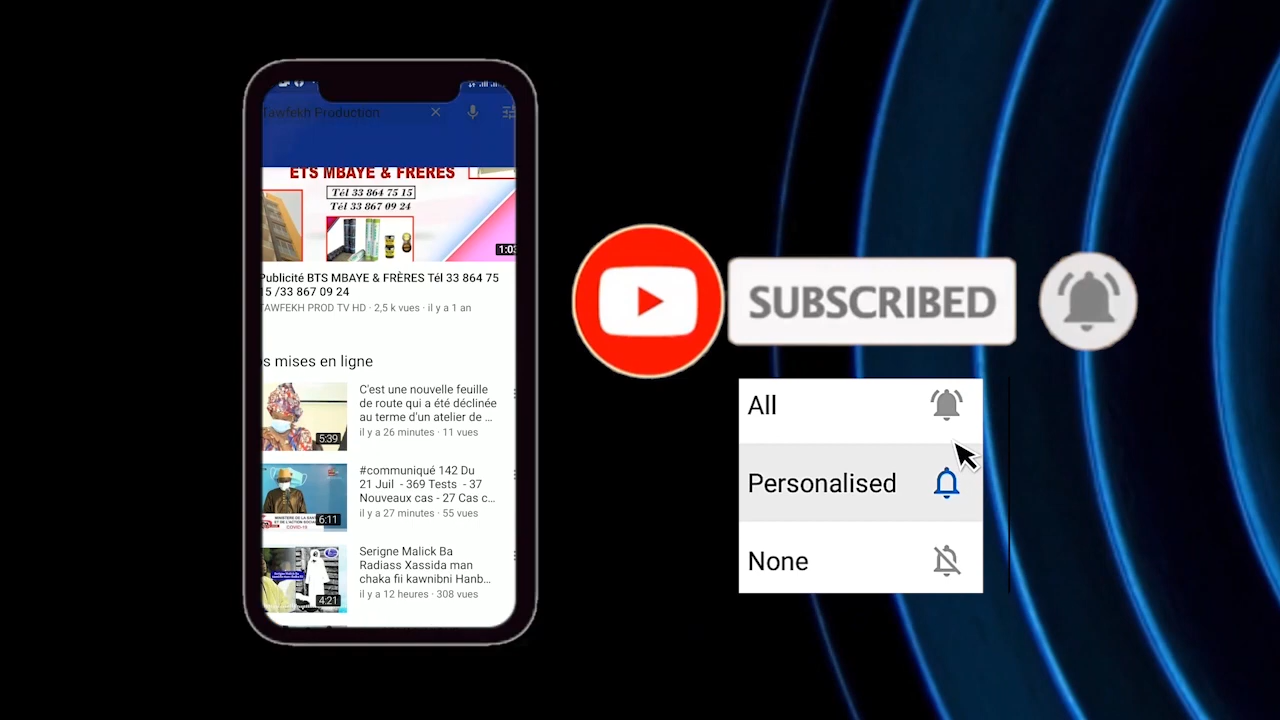 Tawfekh Production
ETS MBAYE & FRERES
Tél 33 864 75 15
Tél 33 867 09 24
1:03
Publicité BTS MBAYE & FRÈRES Tél 33 864 75
15 /33 867 09 24
TAWFEKH PROD TV HD · 2,5 k vues · il y a 1 an
s mises en ligne
C'est une nouvelle feuille
de route qui a été déclinée
au terme d'un atelier de ...
il y a 26 minutes · 11 vues
5:39
#communiqué 142 Du
21 Juil - 369 Tests - 37
Nouveaux cas - 27 Cas c...
il y a 27 minutes · 55 vues
6:11
COVID-19
Serigne Malick Ba
Radiass Xassida man
chaka fii kawnibni Hanb...
il y a 12 heures · 308 vues
4:21
SUBSCRIBED
All
Personalised
None